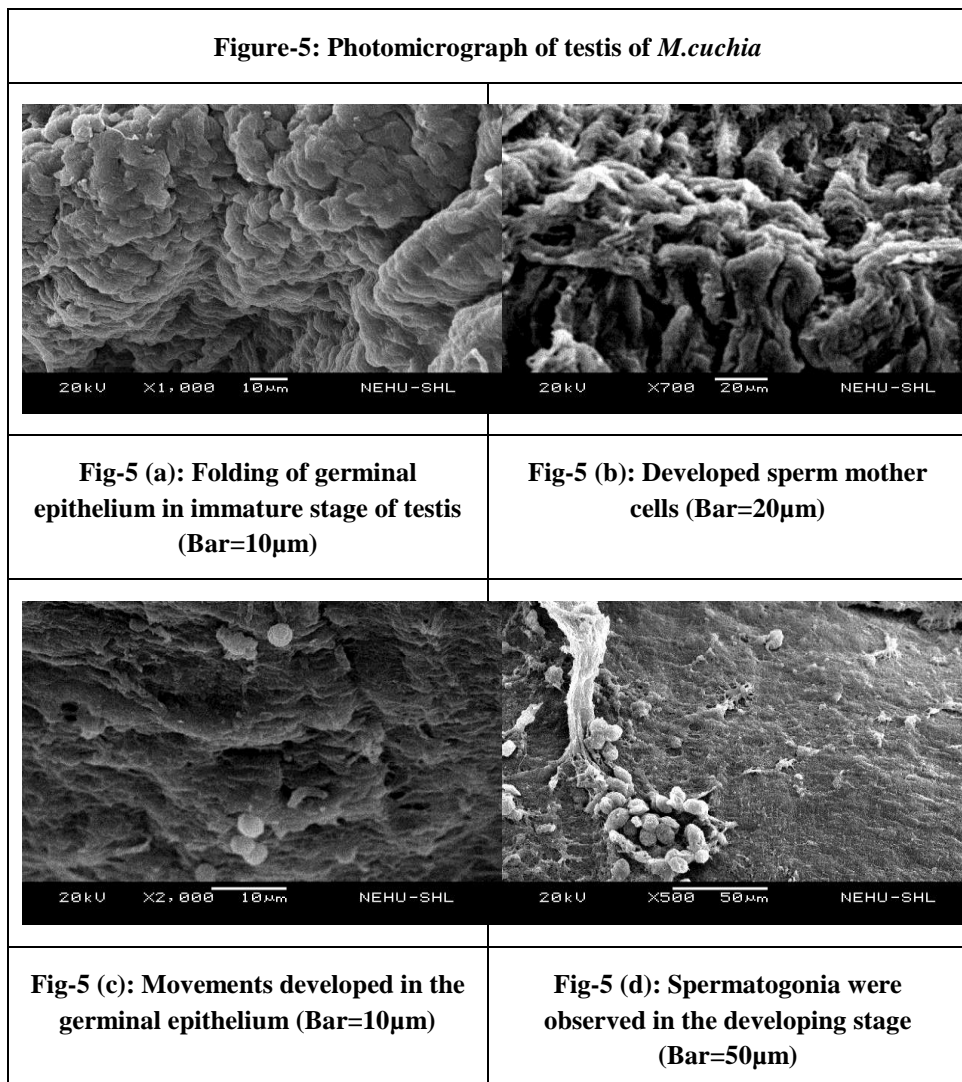 Figure-5: Photomicrograph of testis of M.cuchia
20kV X1,000 10µm NEHU-SHL
20kV X700 20µm NEHU-SHL
Fig-5 (a): Folding of germinal
epithelium in immature stage of testis
(Bar=10µm)
Fig-5 (b): Developed sperm mother
cells (Bar=20µm)
20kV X2,000 10µm NEHU-SHL
20kV X500 50µm NEHU-SHL
Fig-5 (c): Movements developed in the
germinal epithelium (Bar=10µm)
Fig-5 (d): Spermatogonia were
observed in the developing stage
(Bar=50µm)